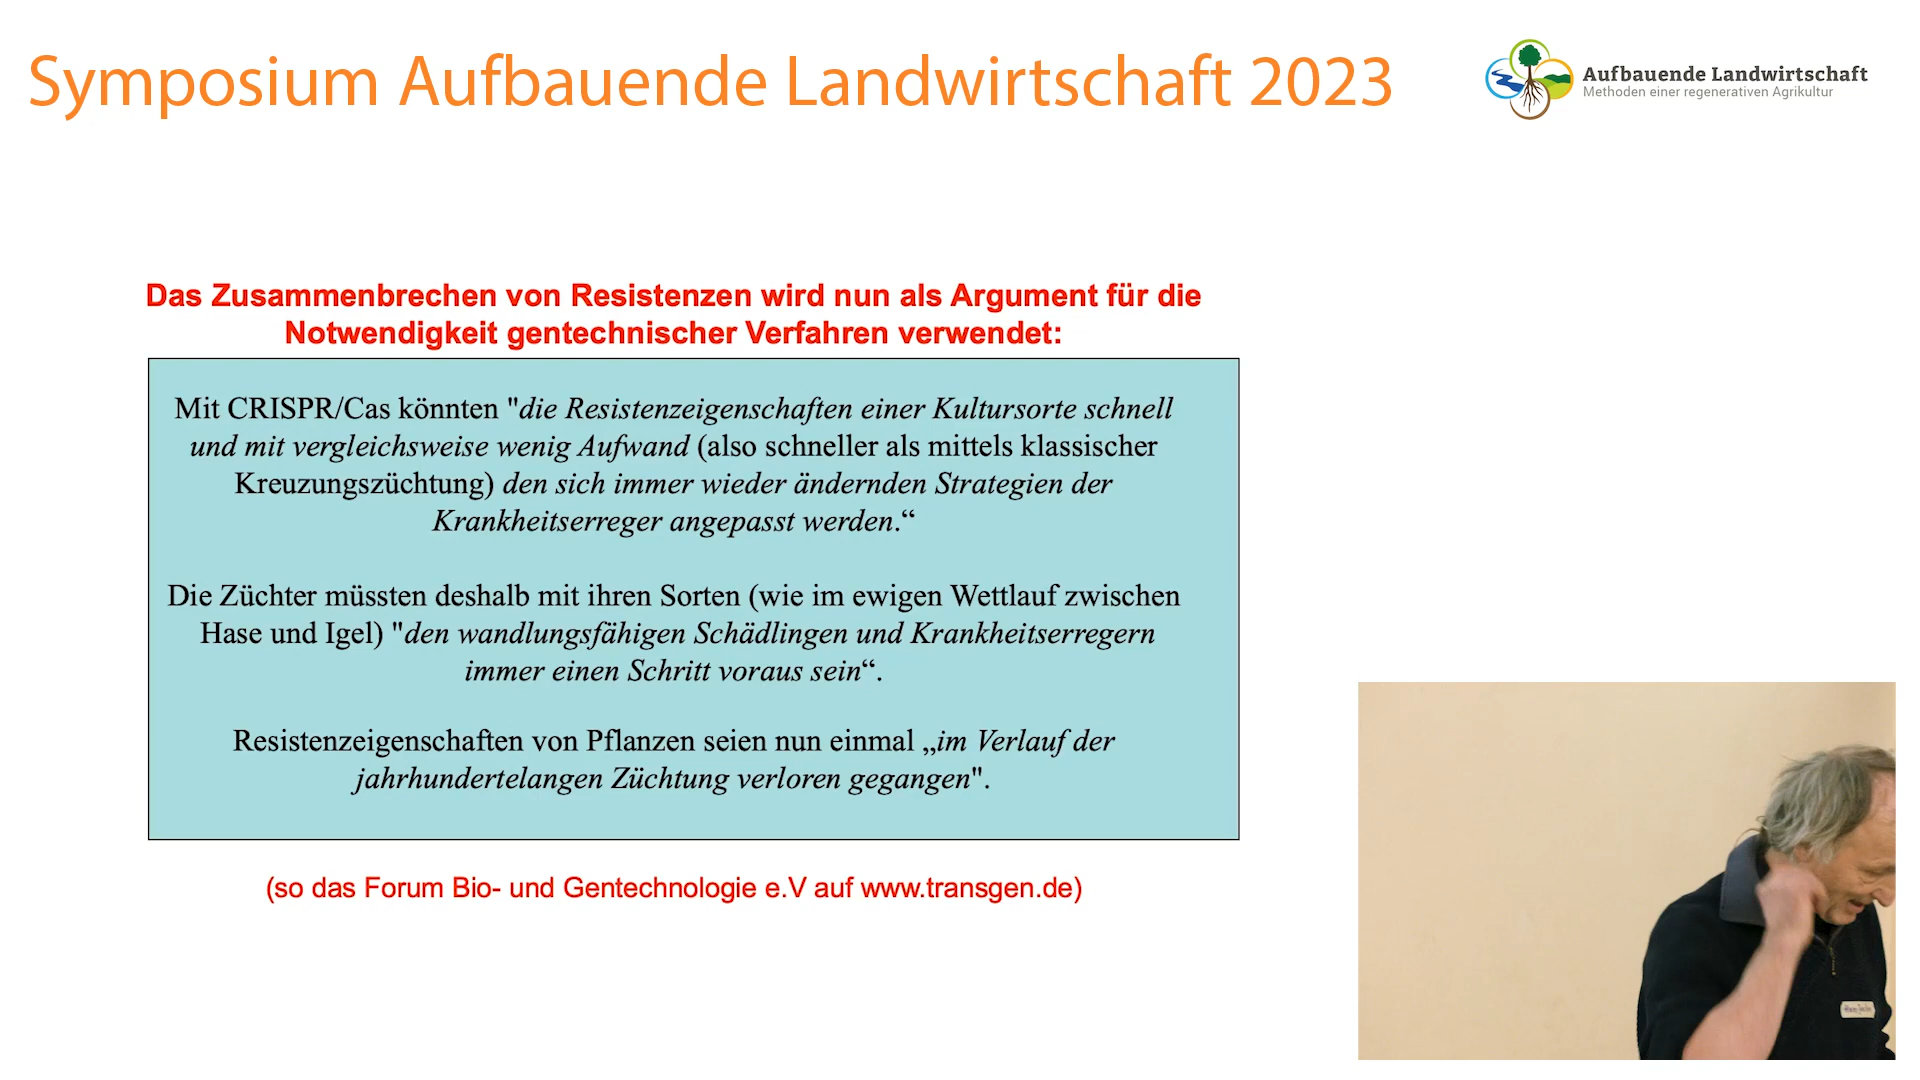 Symposium Aufbauende Landwirtschaft 2023
Aufbauende Landwirtschaft
Methoden einer regenerativen Agrikultur
Das Zusammenbrechen von Resistenzen wird nun als Argument für die
Notwendigkeit gentechnischer Verfahren verwendet:
Mit CRISPR/Cas könnten "die Resistenzeigenschaften einer Kultursorte schnell
und mit vergleichsweise wenig Aufwand (also schneller als mittels klassischer
Kreuzungszüchtung) den sich immer wieder ändernden Strategien der
Krankheitserreger angepasst werden.“
Die Züchter müssten deshalb mit ihren Sorten (wie im ewigen Wettlauf zwischen
Hase und Igel) "den wandlungsfähigen Schädlingen und Krankheitserregern
immer einen Schritt voraus sein“.
Resistenzeigenschaften von Pflanzen seien nun einmal „im Verlauf der
jahrhundertelangen Züchtung verloren gegangen".
(so das Forum Bio- und Gentechnologie e.V auf www.transgen.de)